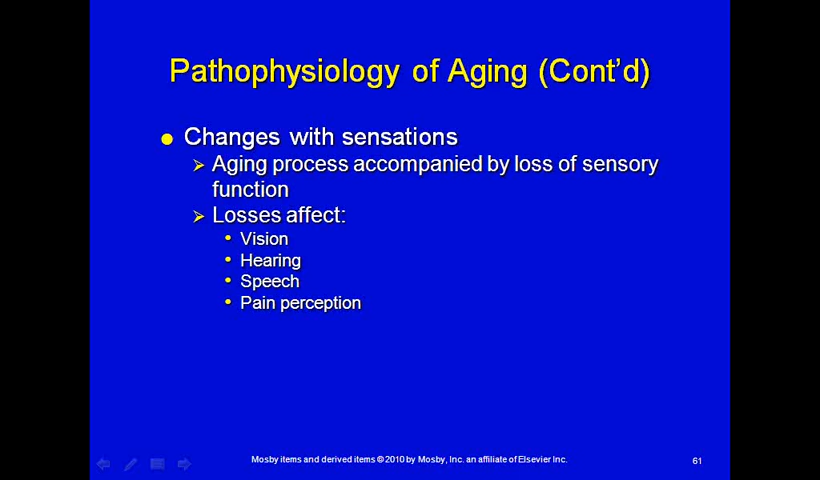 Pathophysiology of Aging (Cont'd)
Changes with sensations
Aging process accompanied by loss of sensory
function
Losses affect:
Vision
Hearing
Speech
Pain perception
Mosby items and derived items © 2010 by Mosby, Inc. an affiliate of Elsevier Inc.
61